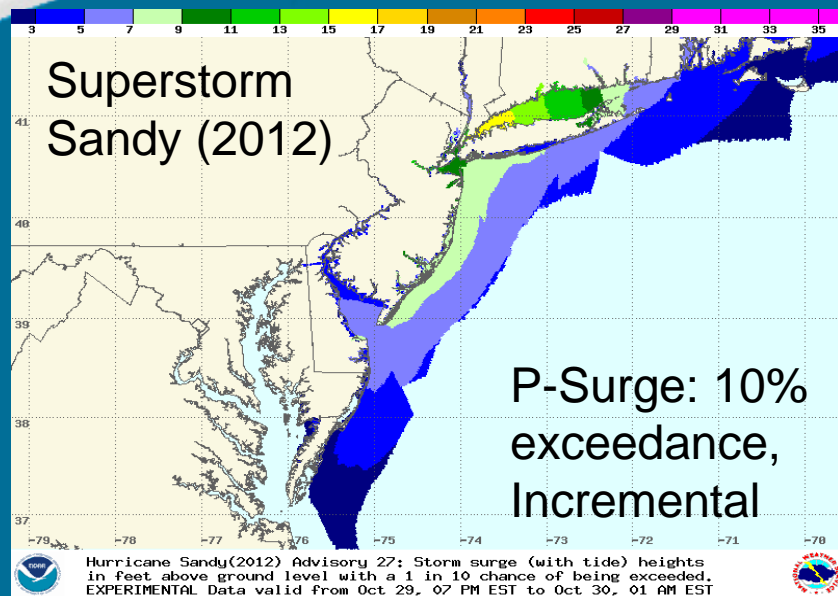 3 5 7 9 11 13 15 17 19 21 23 25 27 29 31 33 35
Superstorm
Sandy (2012)
41
40
39
38
37
P-Surge: 10%
exceedance,
Incremental
-79 -78 -77 -76 -75 -74 -73 -72 -71 -70
NOAA
Hurricane Sandy(2012) Advisory 27: Storm surge (with tide) heights
in feet above ground level with a 1 in 10 chance of being exceeded.
EXPERIMENTAL Data valid from Oct 29, 07 PM EST to Oct 30, 01 AM EST